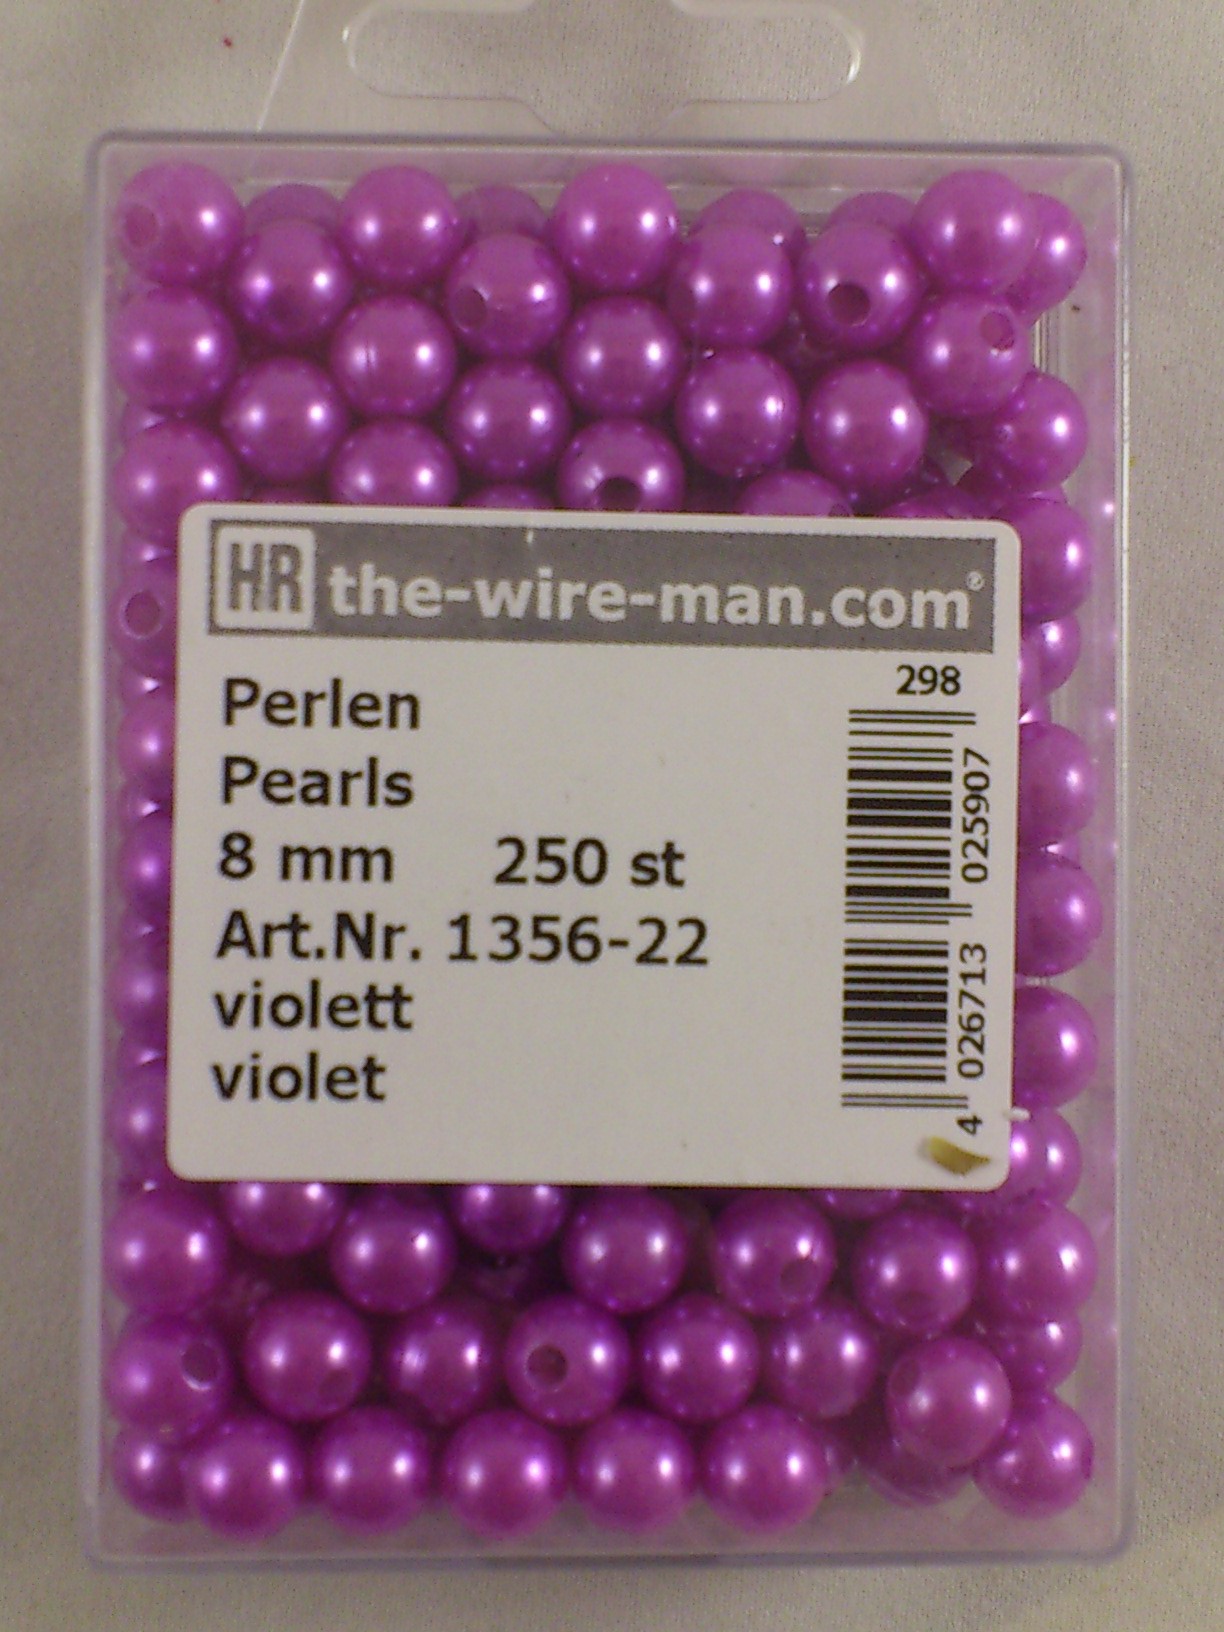 HR the-wire-man.com®
298
Perlen
Pearls
8 mm 250 st
Art.Nr. 1356-22
violett
violet
4 026713 025907